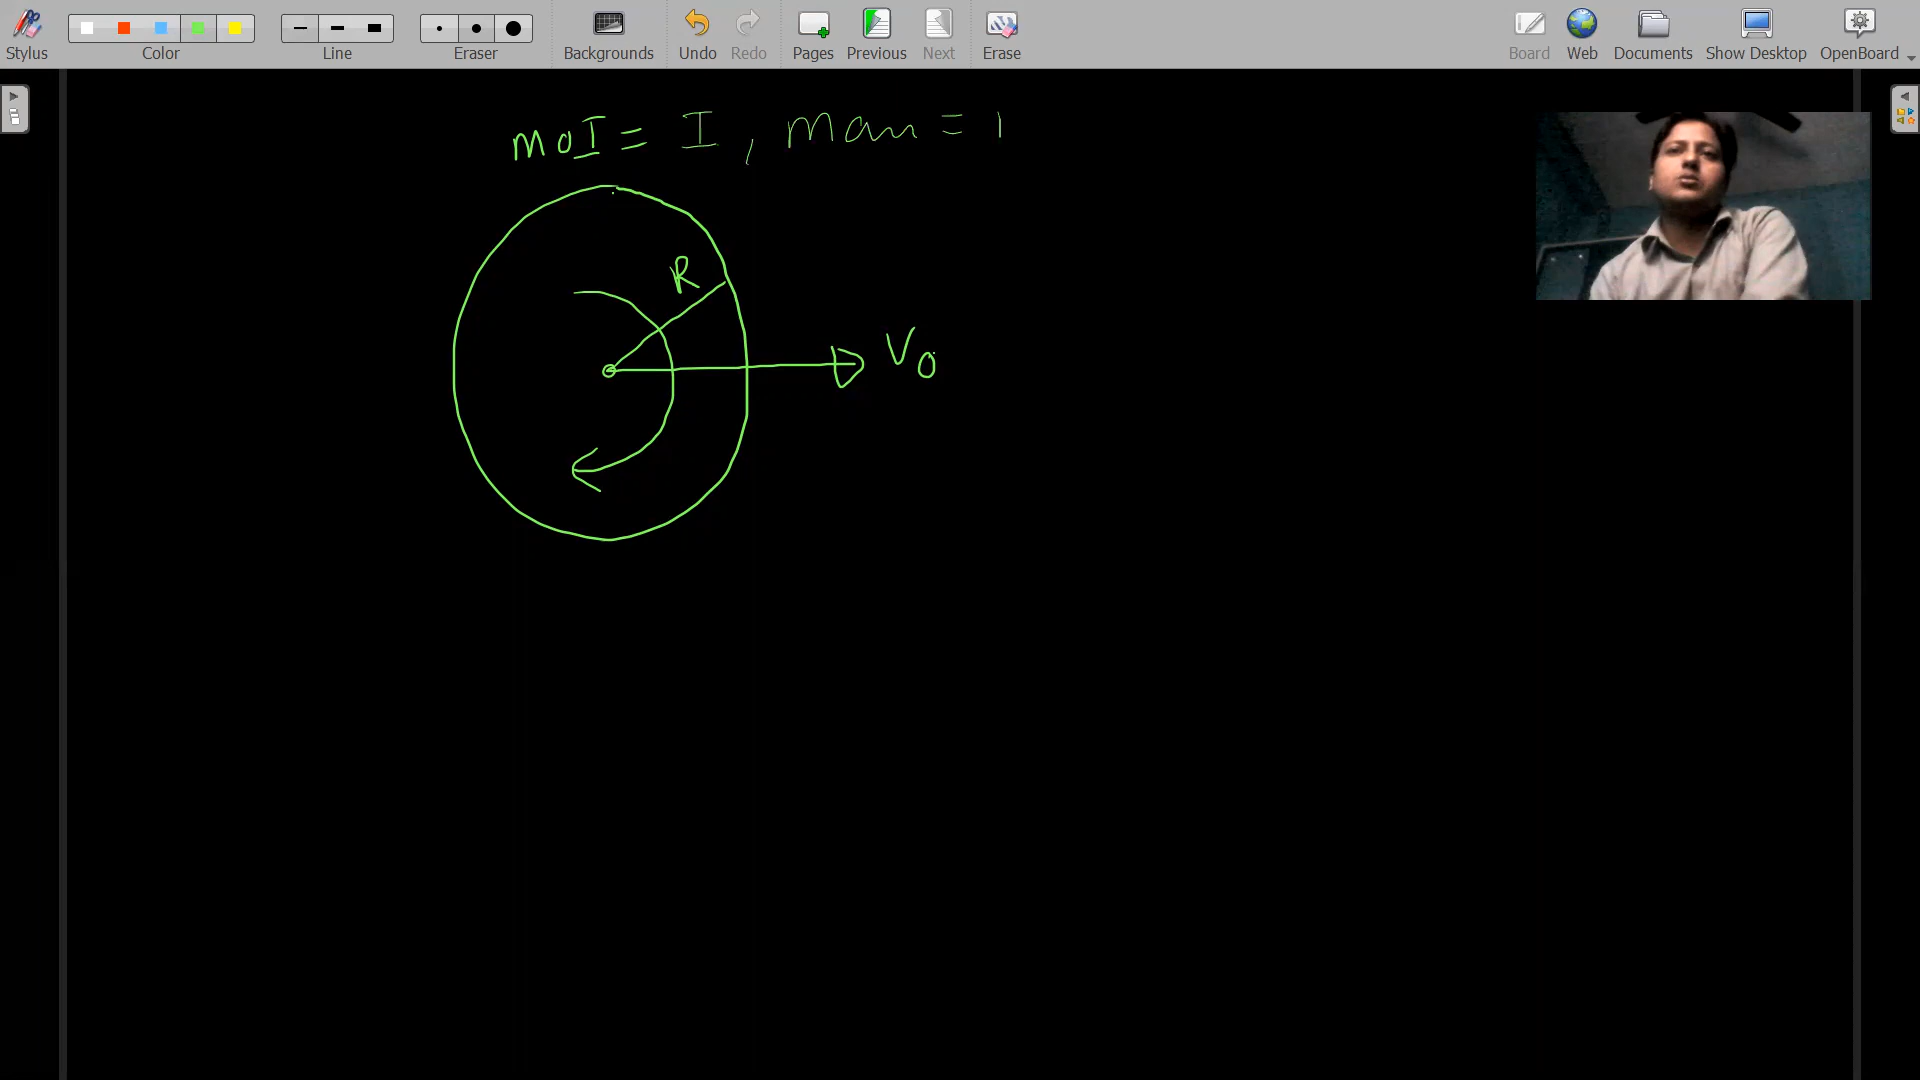 Stylus Color Line Eraser Backgrounds Undo Redo Pages Previous Next Erase Board Web Documents Show Desktop OpenBoard
MOI = I, Mass = I
R
V0